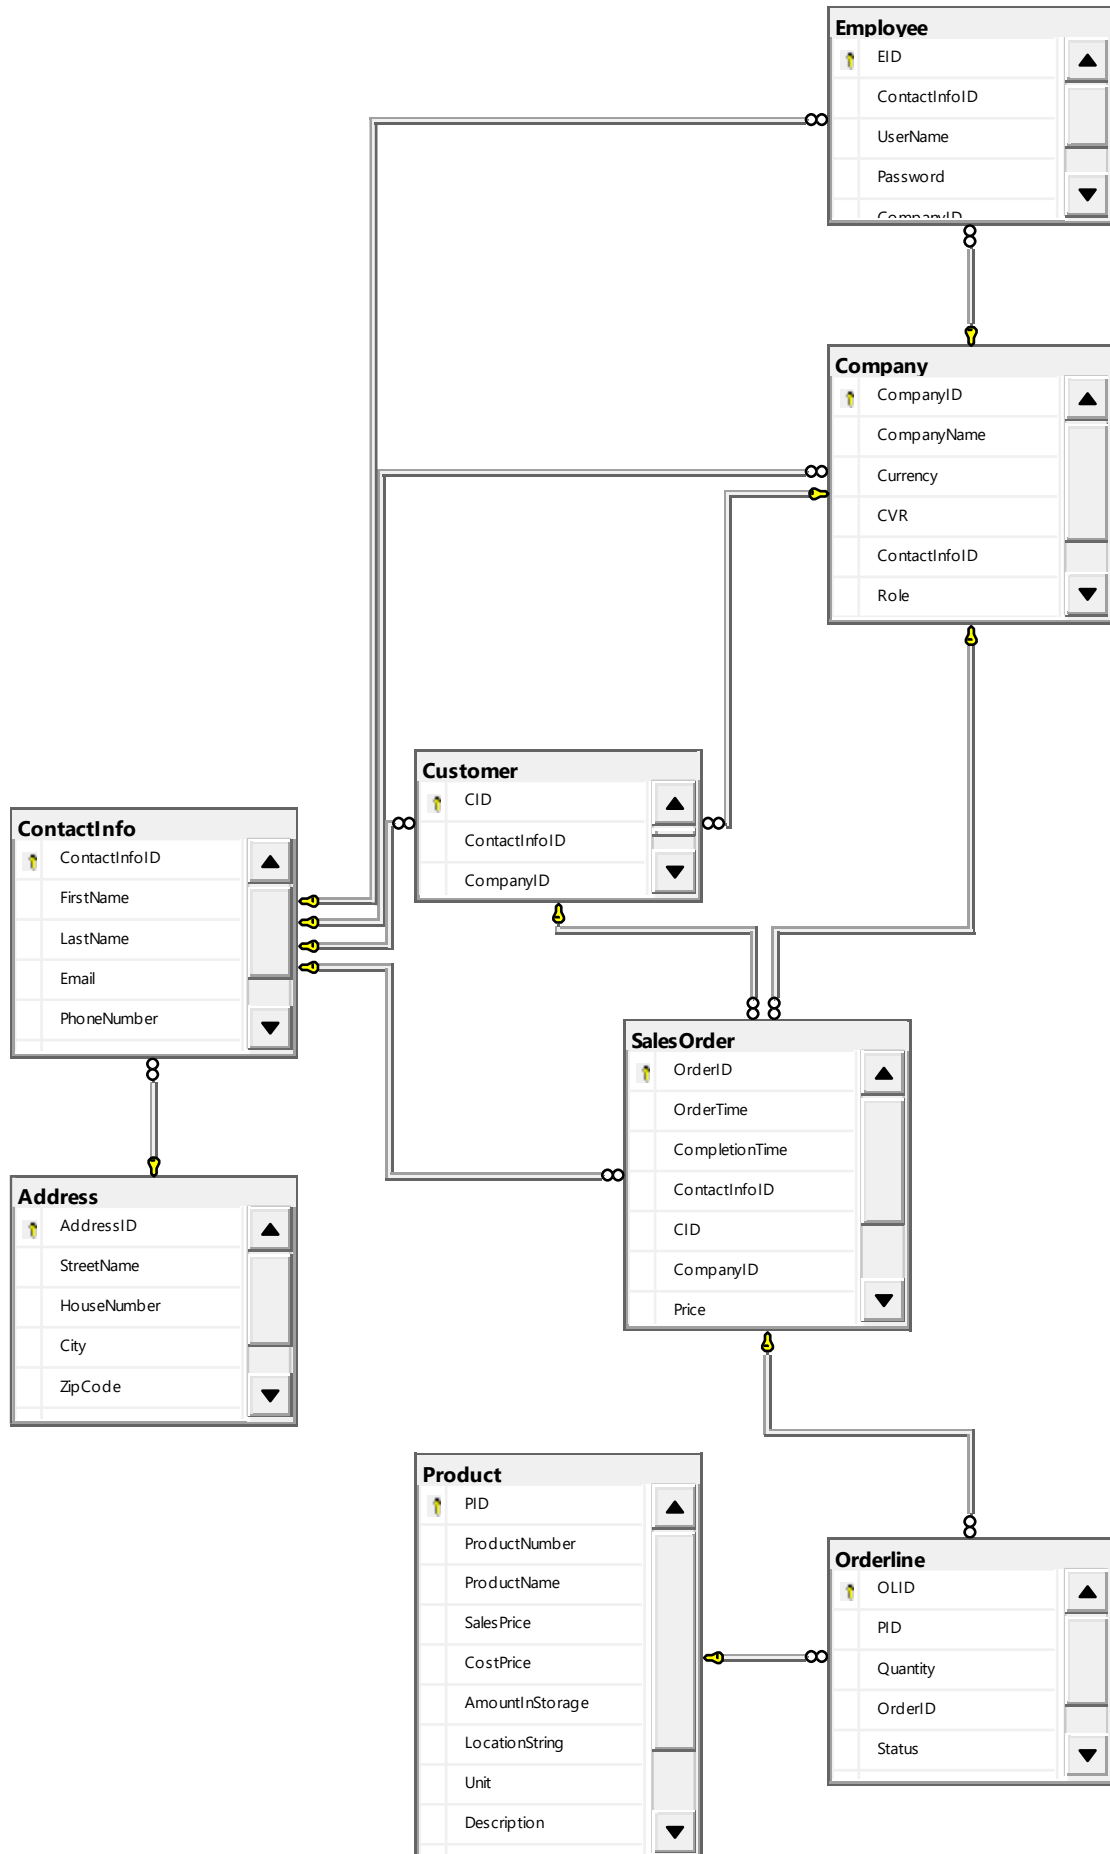 Employee
EID
ContactInfoID
UserName
Password
CompanyID
Company
CompanyID
CompanyName
Currency
CVR
ContactInfoID
Role
Customer
CID
ContactInfoID
CompanyID
ContactInfo
ContactInfoID
FirstName
LastName
Email
PhoneNumber
SalesOrder
OrderID
OrderTime
CompletionTime
ContactInfoID
CID
CompanyID
Price
Address
AddressID
StreetName
HouseNumber
City
ZipCode
Product
PID
ProductNumber
ProductName
SalesPrice
CostPrice
AmountInStorage
LocationString
Unit
Description
Orderline
OLID
PID
Quantity
OrderID
Status